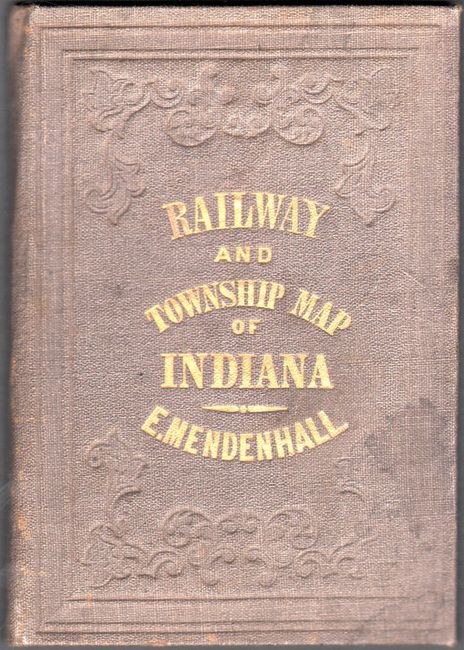 RAILWAY
AND
TOWNSHIP MAP
OF
INDIANA
E. MENDENHALL